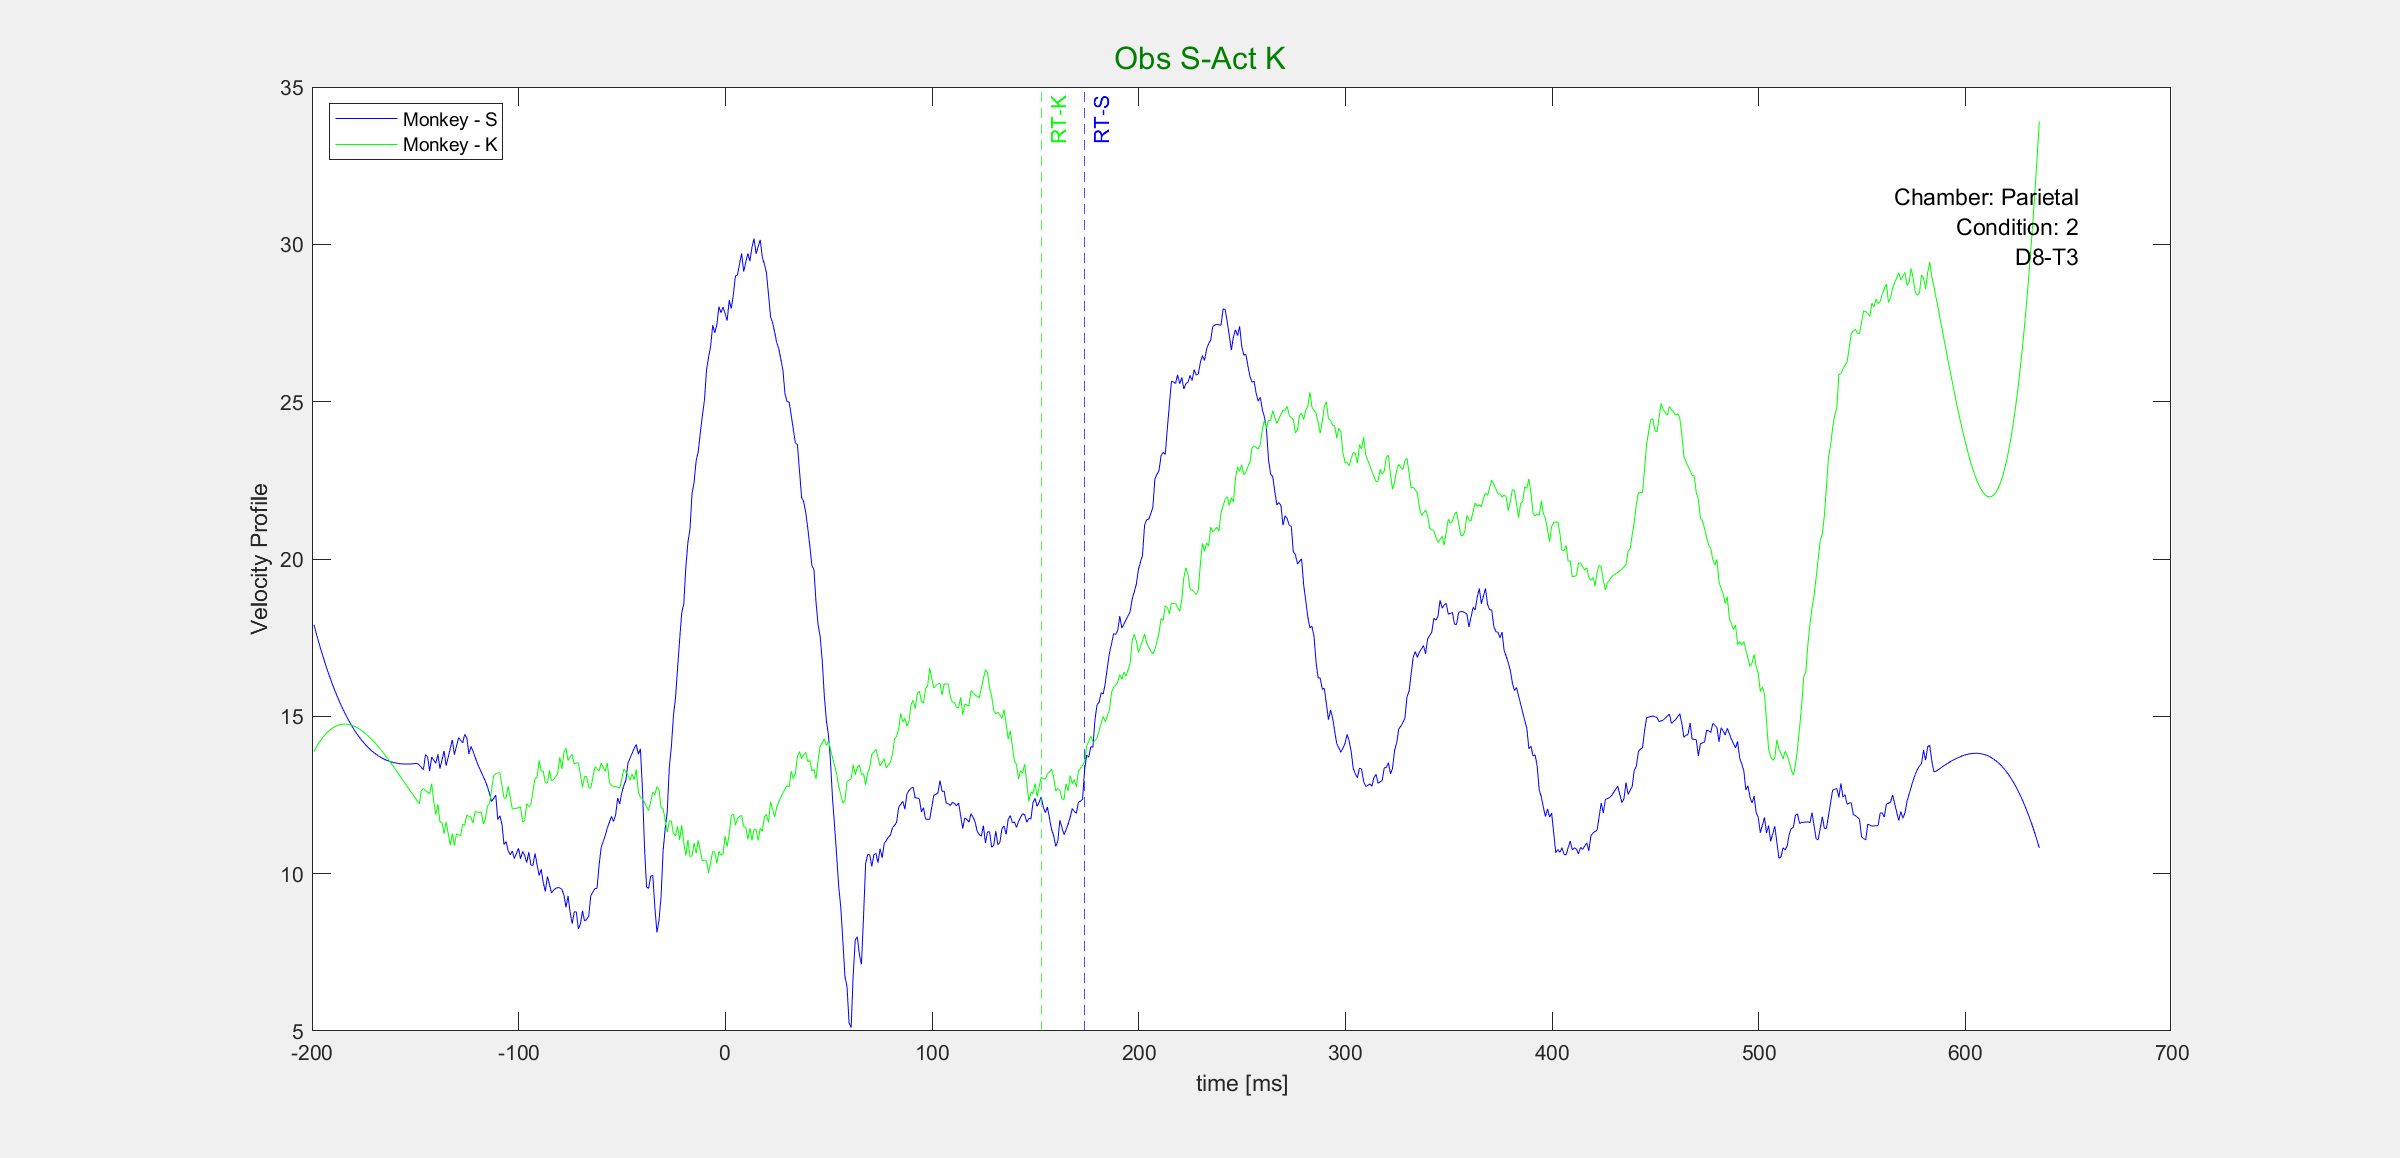 Obs S-Act K
35
30
25
20
15
10
5
Velocity Profile
Monkey - S
Monkey - K
RT-K
RT-S
Chamber: Parietal
Condition: 2
D8-T3
-200 -100 0 100 200 300 400 500 600 700
time [ms]